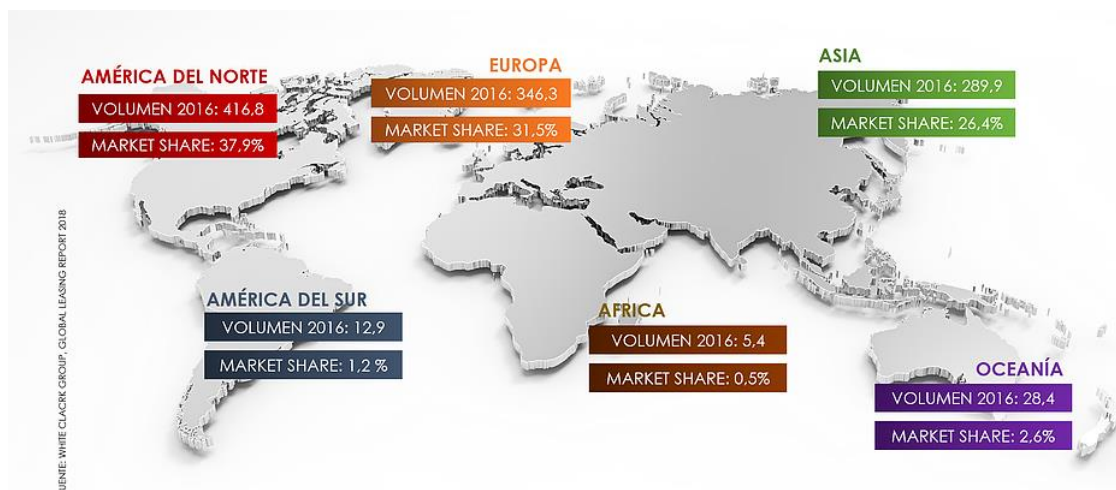 AMÉRICA DEL NORTE
VOLUMEN 2016: 416,8
MARKET SHARE: 37,9%
EUROPA
VOLUMEN 2016: 346,3
MARKET SHARE: 31,5%
ASIA
VOLUMEN 2016: 289,9
MARKET SHARE: 26,4%
AMÉRICA DEL SUR
VOLUMEN 2016: 12,9
MARKET SHARE: 1,2 %
AFRICA
VOLUMEN 2016: 5,4
MARKET SHARE: 0,5%
OCEANÍA
VOLUMEN 2016: 28,4
MARKET SHARE: 2,6%
UENTE: WHITE CLACRK GROUP, GLOBAL LEASING REPORT 2018